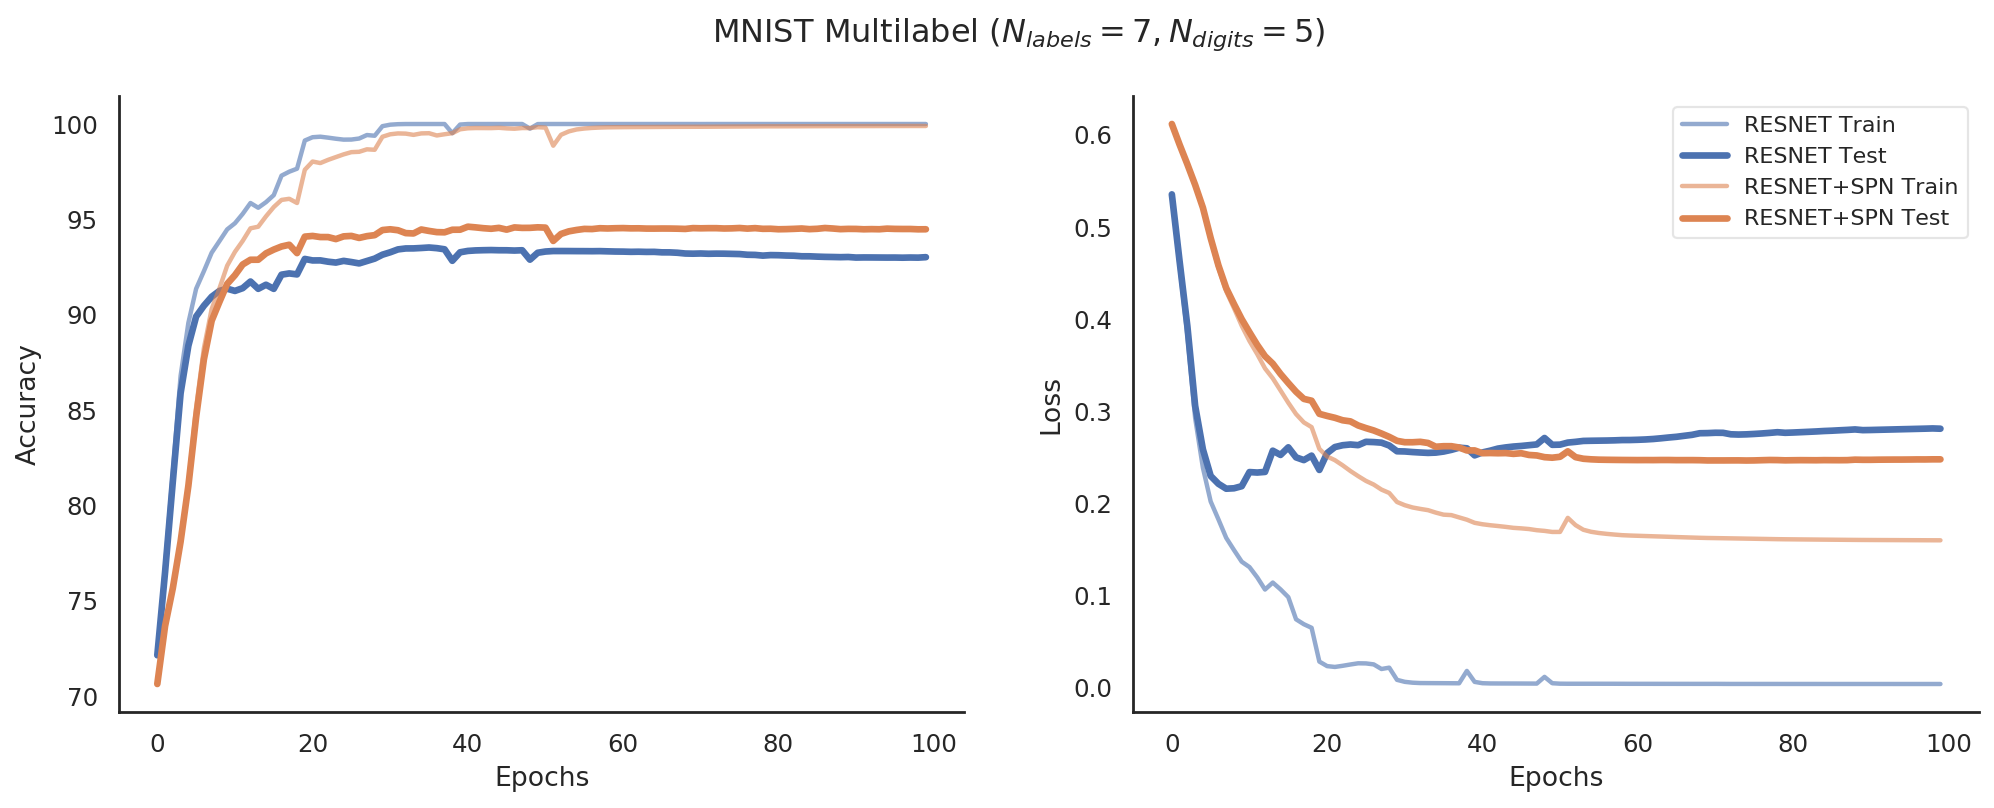 MNIST Multilabel (N_labels = 7, N_digits = 5)
Accuracy
100
95
90
85
80
75
70
0 20 40 60 80 100
Epochs
Loss
0.6
0.5
0.4
0.3
0.2
0.1
0.0
0 20 40 60 80 100
Epochs
RESNET Train
RESNET Test
RESNET+SPN Train
RESNET+SPN Test